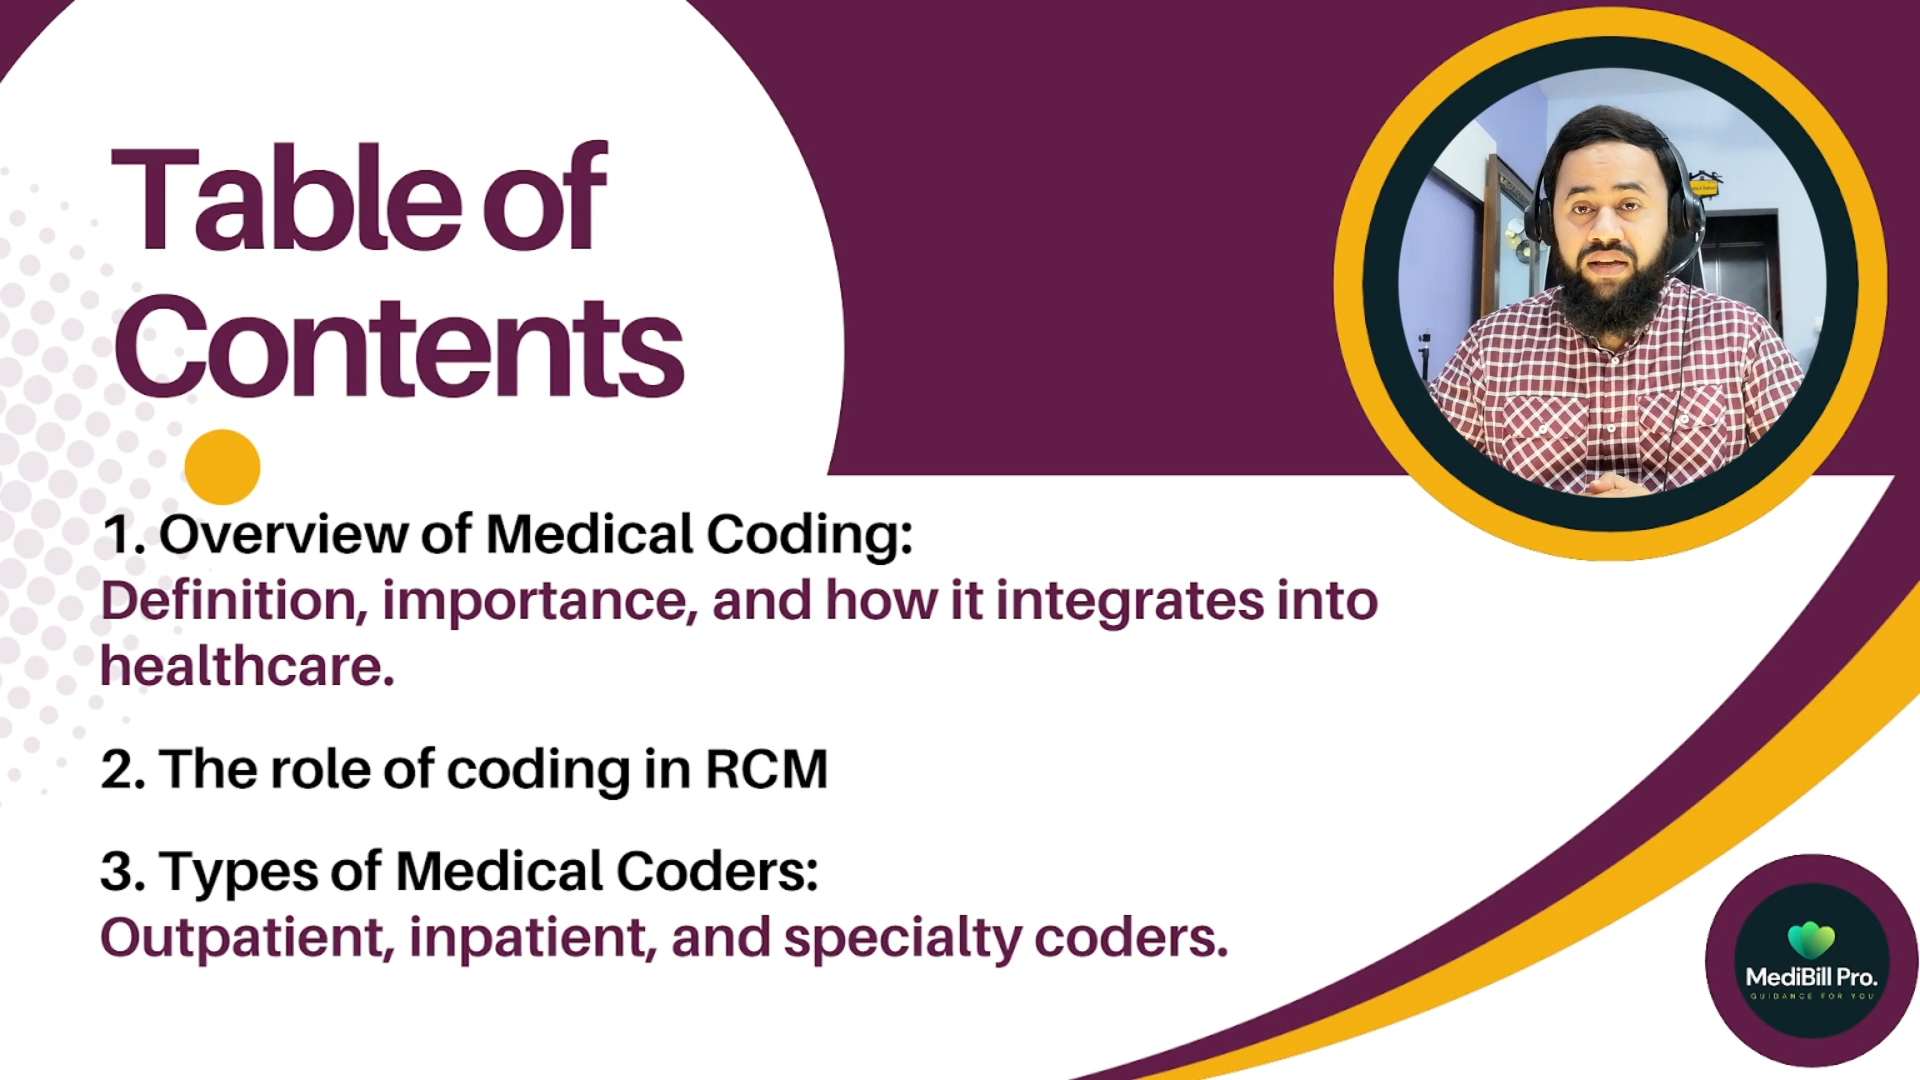 Table of
Contents
1. Overview of Medical Coding:
Definition, importance, and how it integrates into
healthcare.
2. The role of coding in RCM
3. Types of Medical Coders:
Outpatient, inpatient, and specialty coders.
MediBill Pro.
GUIDANCE FOR YOU